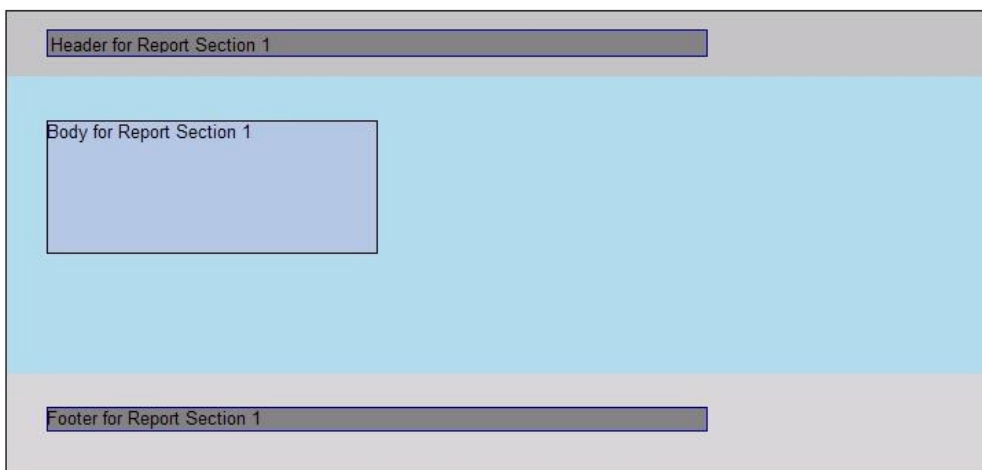 Header for Report Section 1
Body for Report Section 1
Footer for Report Section 1